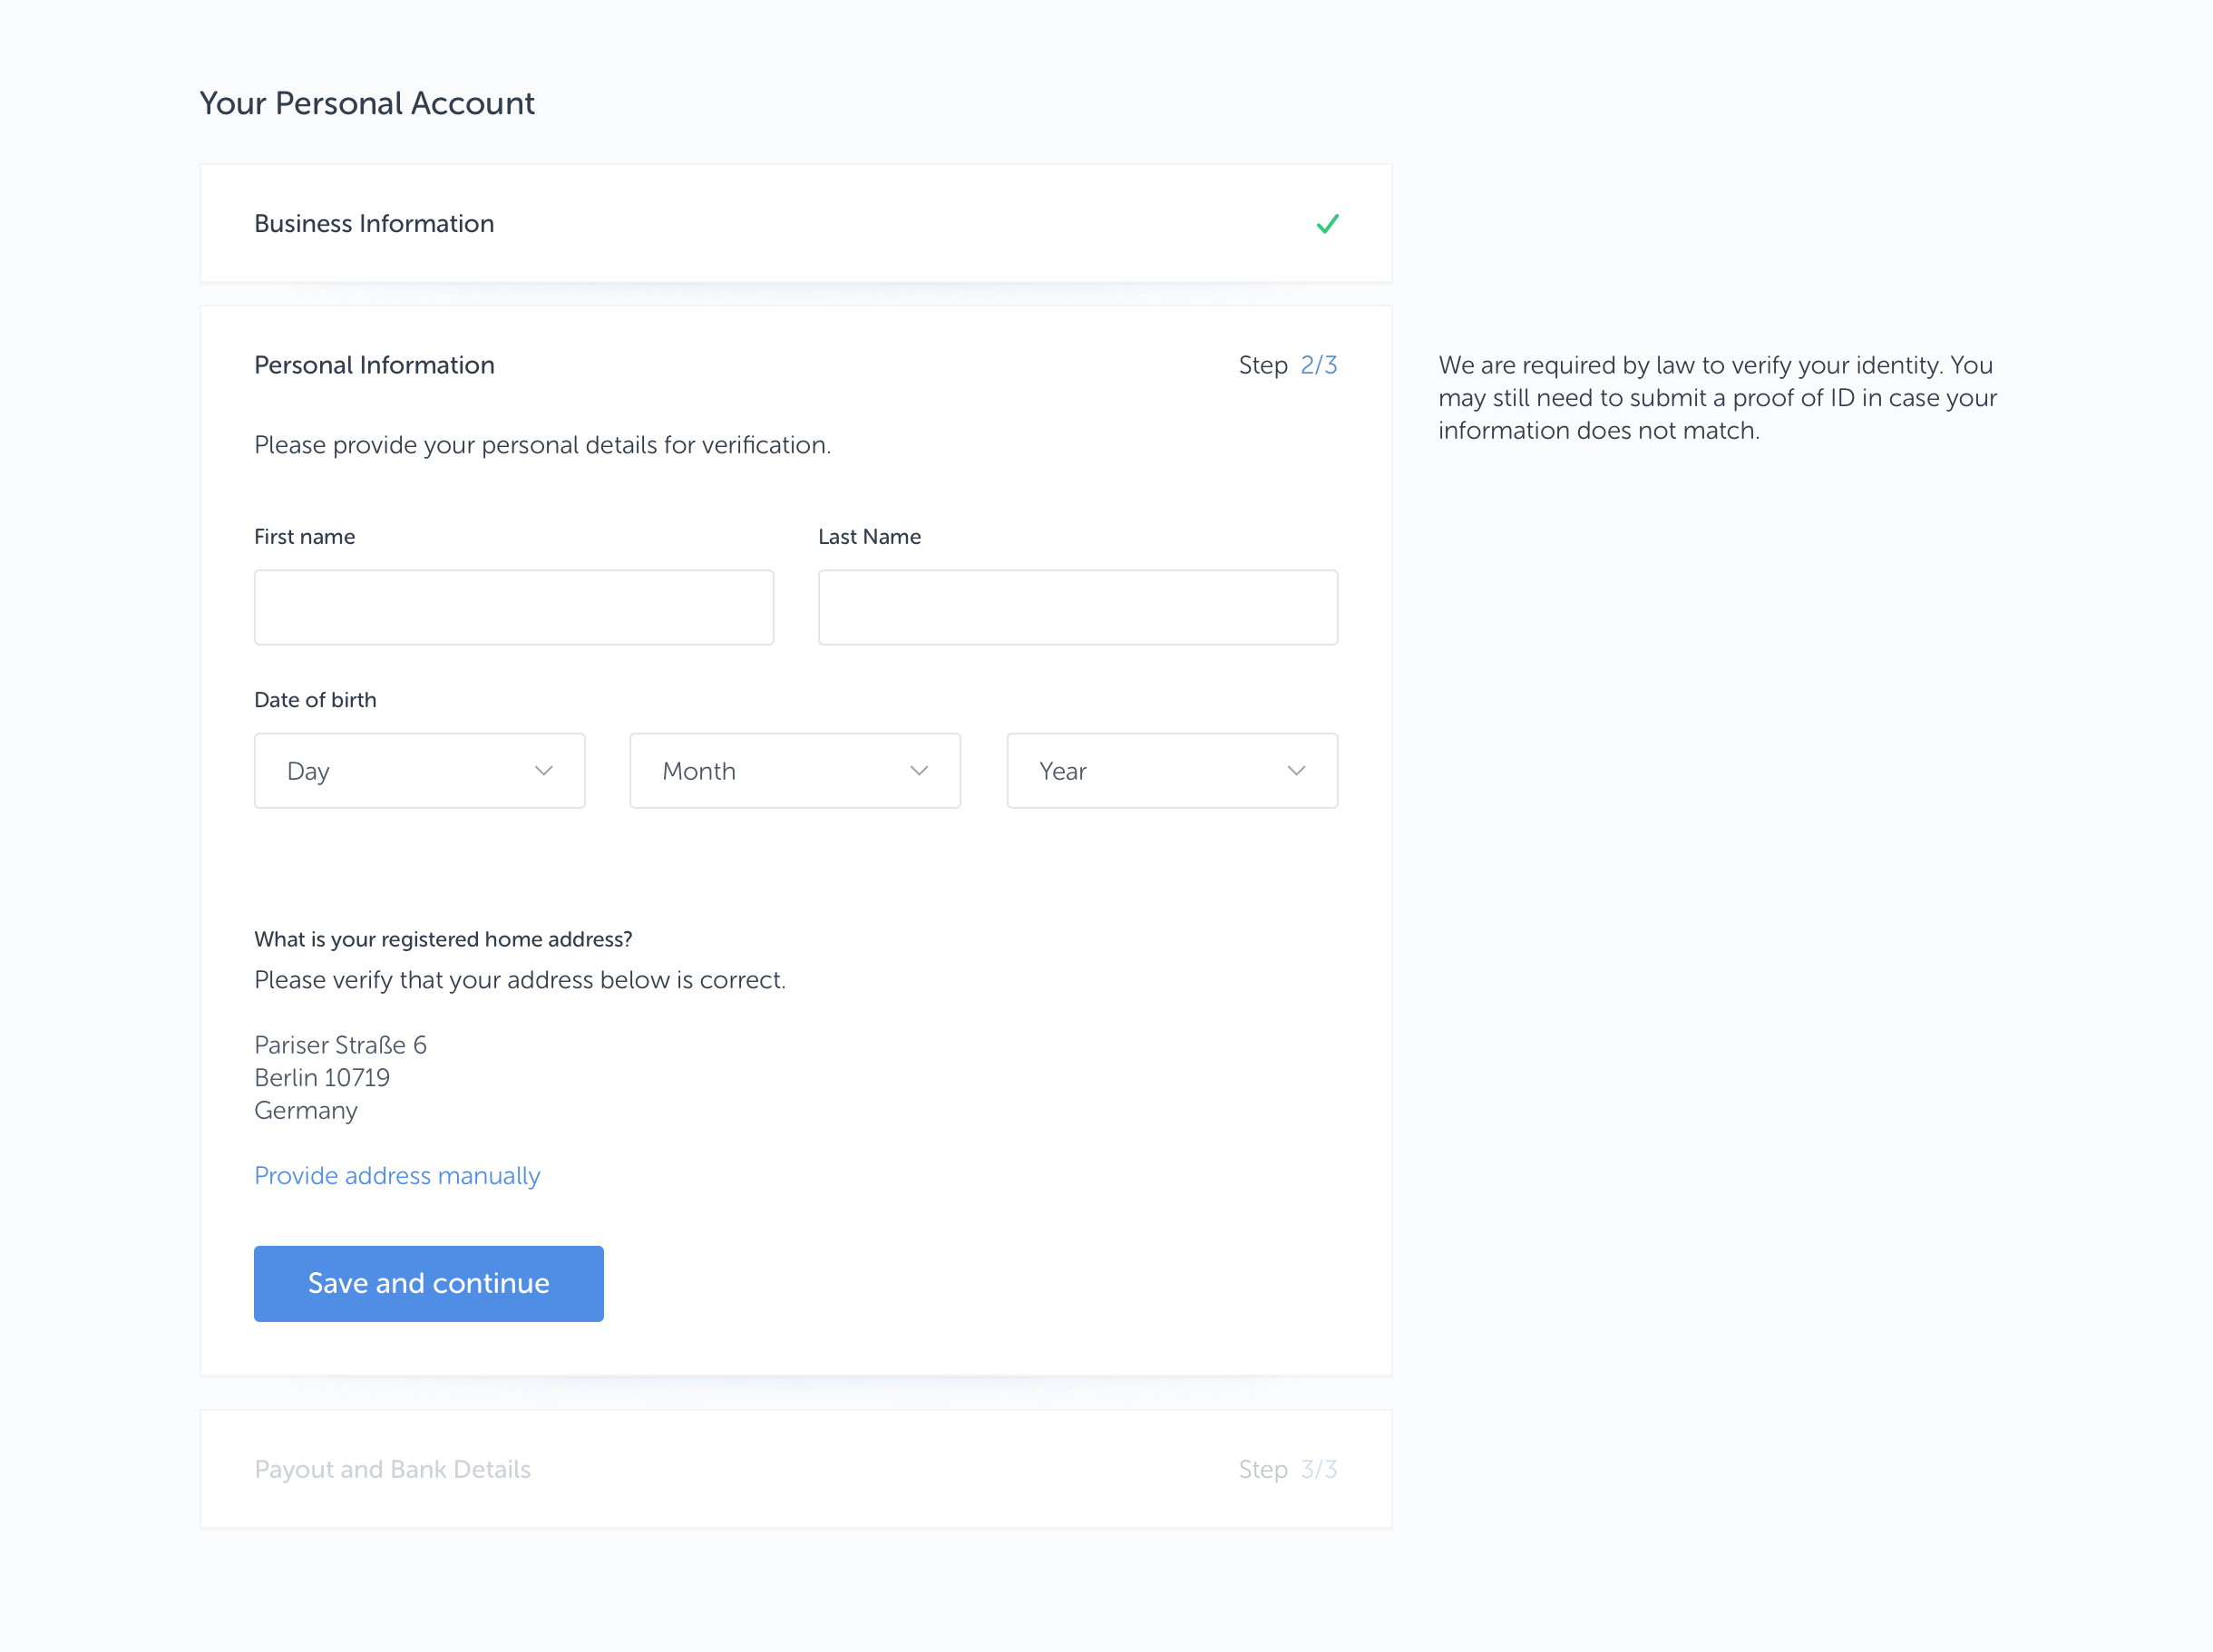 Your Personal Account
Business Information
Personal Information
Step 2/3
Please provide your personal details for verification.
We are required by law to verify your identity. You
may still need to submit a proof of ID in case your
information does not match.
First name
Last Name
Date of birth
Day
Month
Year
What is your registered home address?
Please verify that your address below is correct.
Pariser Straße 6
Berlin 10719
Germany
Provide address manually
Save and continue
Payout and Bank Details
Step 3/3